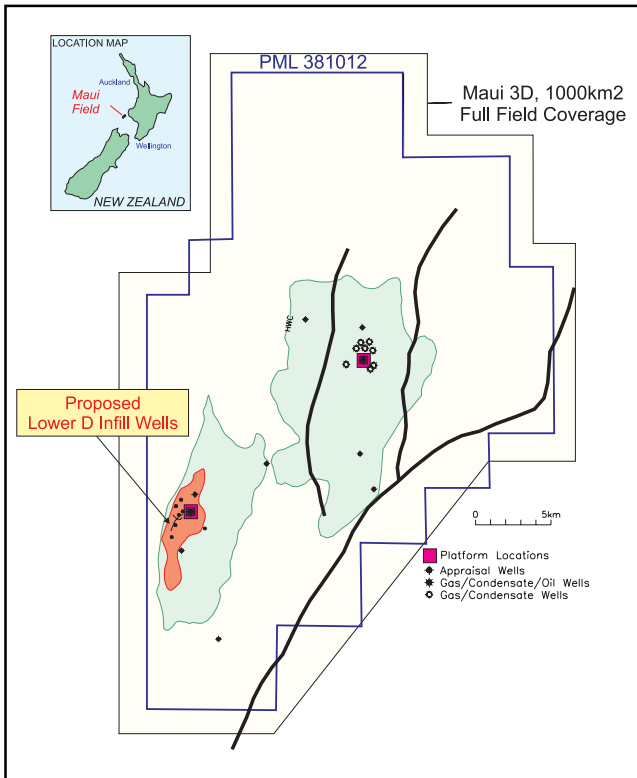 LOCATION MAP
Auckland
Maui
Field
Wellington
NEW ZEALAND
PML 381012
Maui 3D, 1000km2
Full Field Coverage
HWC
Proposed
Lower D Infill Wells
0 5km
Platform Locations
Appraisal Wells
Gas/Condensate/Oil Wells
Gas/Condensate Wells